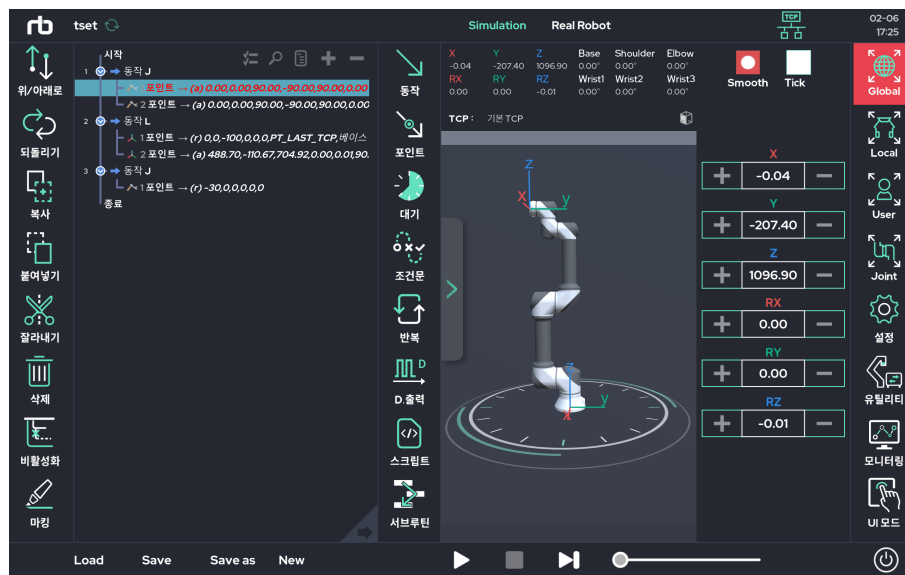 rb tset Simulation Real Robot TCP 02-06
17:25
위/아래로
되돌리기
복사
붙여넣기
잘라내기
삭제
비활성화
마킹
시작
1 동작 J
포인트 → (a) 0.00,0.00,90.00,-90.00,90.00,0.00
2 포인트 → (a) 0.00,0.00,90.00,-90.00,90.00,0.00
2 동작 L
1 포인트 → (r) 0,0,-100,0,0,0,PT_LAST_TCP,베이스
2 포인트 → (a) 488.70,-110.67,704.92,0.00,0.01,90.
3 동작 J
1 포인트 → (r) -30,0,0,0,0,0
종료
동작
포인트
대기
조건문
반복
D
D.출력
</>
스크립트
서브루틴
X Y Z Base Shoulder Elbow
-0.04 -207.40 1096.90 0.00° 0.00° 0.00°
RX RY RZ Wrist1 Wrist2 Wrist3
0.00 0.00 -0.01 0.00° 0.00° 0.00°
TCP : 기본 TCP
z
x y
z
y
x
Smooth Tick
X
+ -0.04 −
Y
+ -207.40 −
Z
+ 1096.90 −
RX
+ 0.00 −
RY
+ 0.00 −
RZ
+ -0.01 −
Global
Local
User
Joint
설정
유틸리티
모니터링
UI 모드
Load Save Save as New